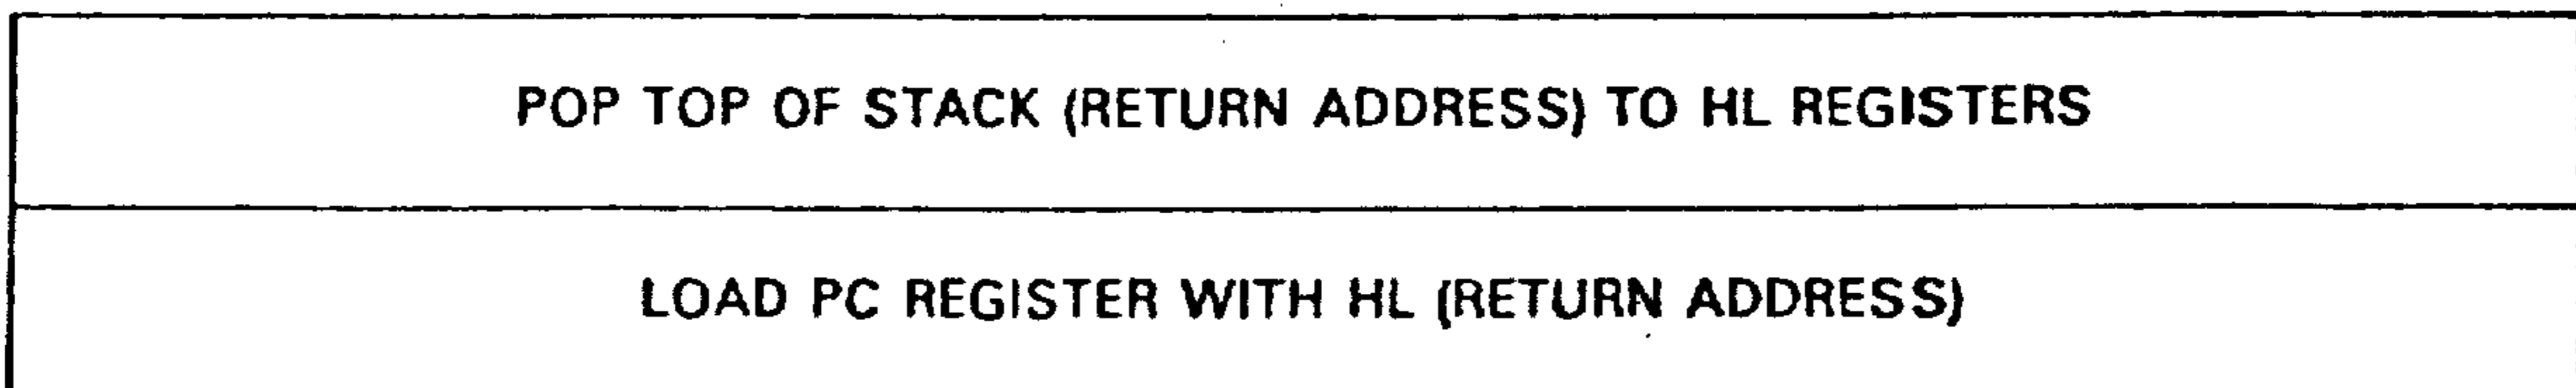 POP TOP OF STACK (RETURN ADDRESS) TO HL REGISTERS
LOAD PC REGISTER WITH HL (RETURN ADDRESS)